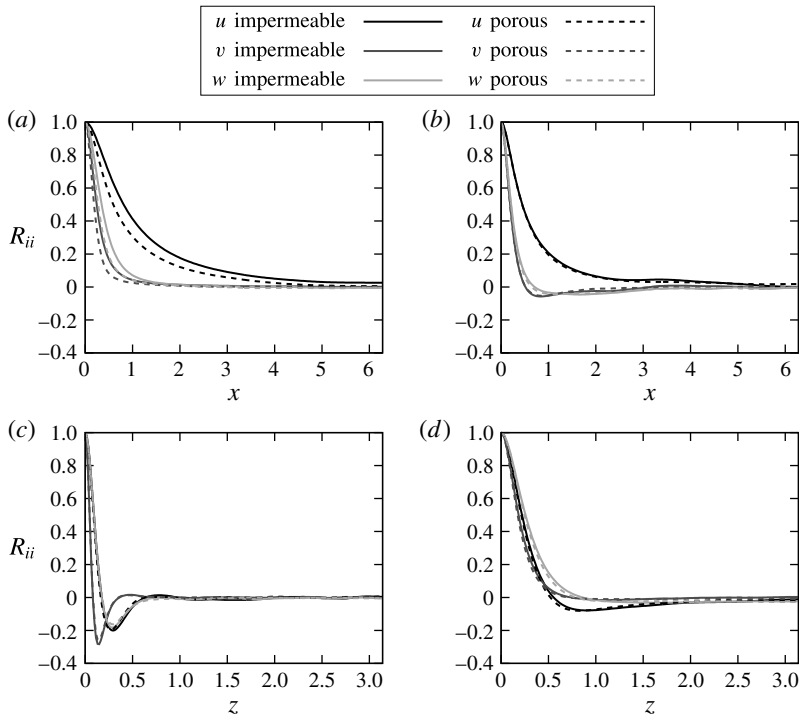 u impermeable u porous
v impermeable v porous
w impermeable w porous
(a) (b)
1.0 1.0
0.8 0.8
0.6 0.6
0.4 0.4
Rii
0.2 0.2
0 0
−0.2 −0.2
−0.4 −0.4
0 1 2 3 4 5 6 0 1 2 3 4 5 6
x x
(c) (d)
1.0 1.0
0.8 0.8
0.6 0.6
0.4 0.4
Rii
0.2 0.2
0 0
−0.2 −0.2
−0.4 −0.4
0 0.5 1.0 1.5 2.0 2.5 3.0 0 0.5 1.0 1.5 2.0 2.5 3.0
z z